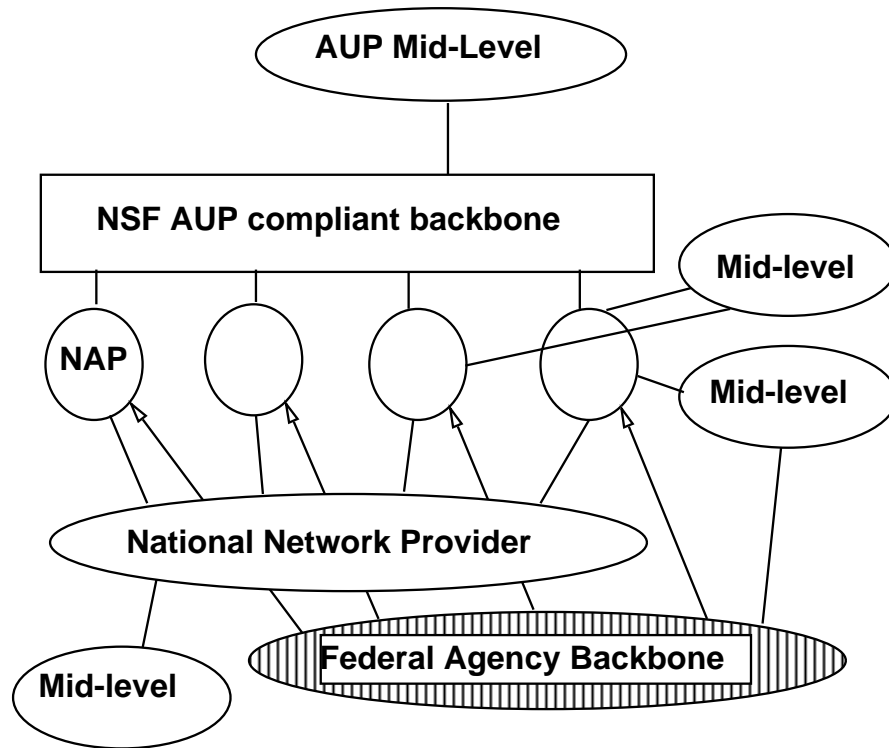 AUP Mid-Level
NSF AUP compliant backbone
Mid-level
NAP
Mid-level
National Network Provider
Federal Agency Backbone
Mid-level